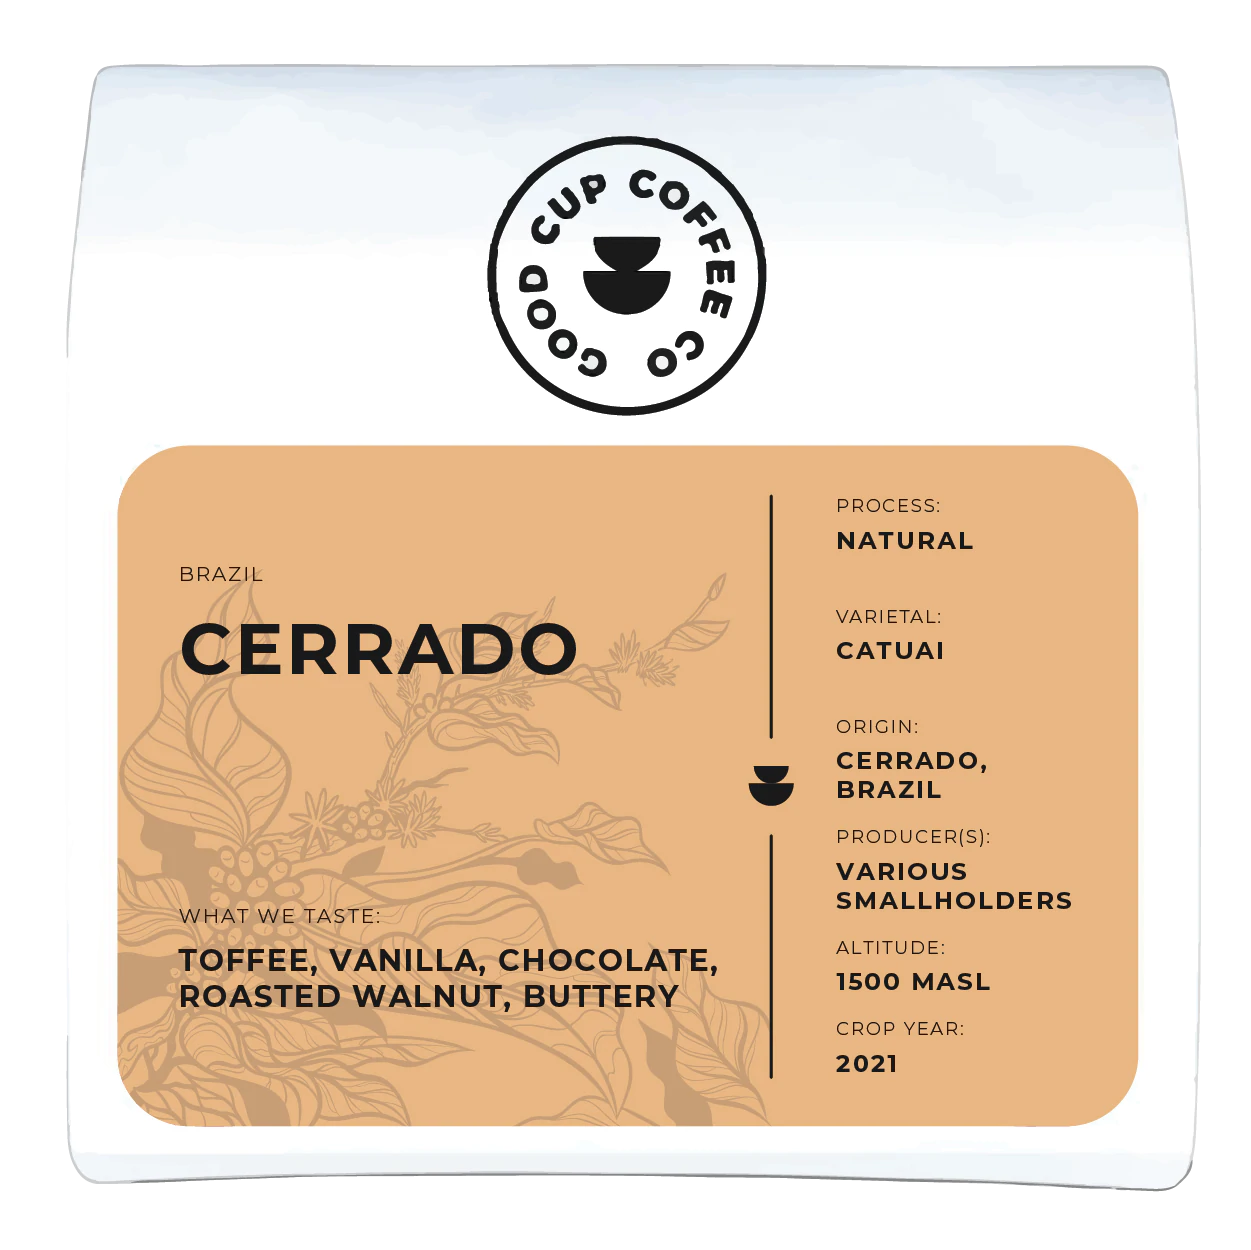 GOOD CUP COFFEE CO
BRAZIL
CERRADO
WHAT WE TASTE:
TOFFEE, VANILLA, CHOCOLATE,
ROASTED WALNUT, BUTTERY
PROCESS:
NATURAL
VARIETAL:
CATUAI
ORIGIN:
CERRADO,
BRAZIL
PRODUCER(S):
VARIOUS
SMALLHOLDERS
ALTITUDE:
1500 MASL
CROP YEAR:
2021